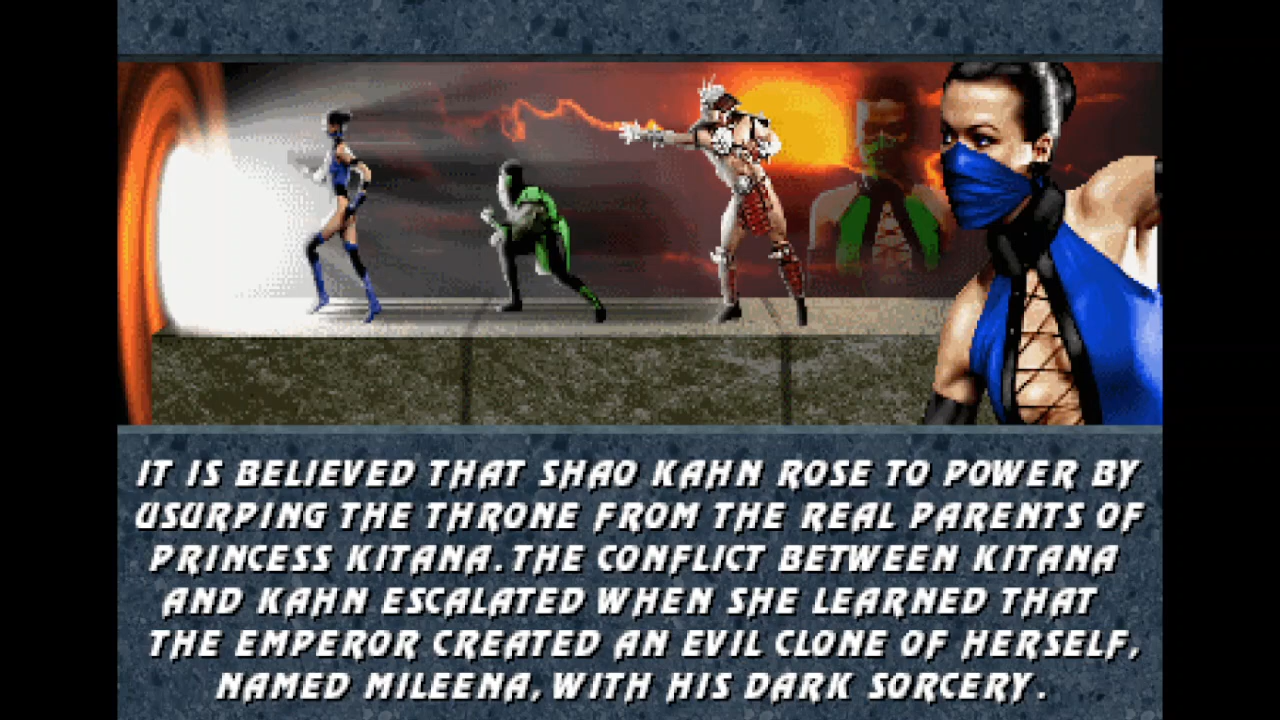 IT IS BELIEVED THAT SHAO KAHN ROSE TO POWER BY
USURPING THE THRONE FROM THE REAL PARENTS OF
PRINCESS KITANA. THE CONFLICT BETWEEN KITANA
AND KAHN ESCALATED WHEN SHE LEARNED THAT
THE EMPEROR CREATED AN EVIL CLONE OF HERSELF,
NAMED MILEENA, WITH HIS DARK SORCERY.